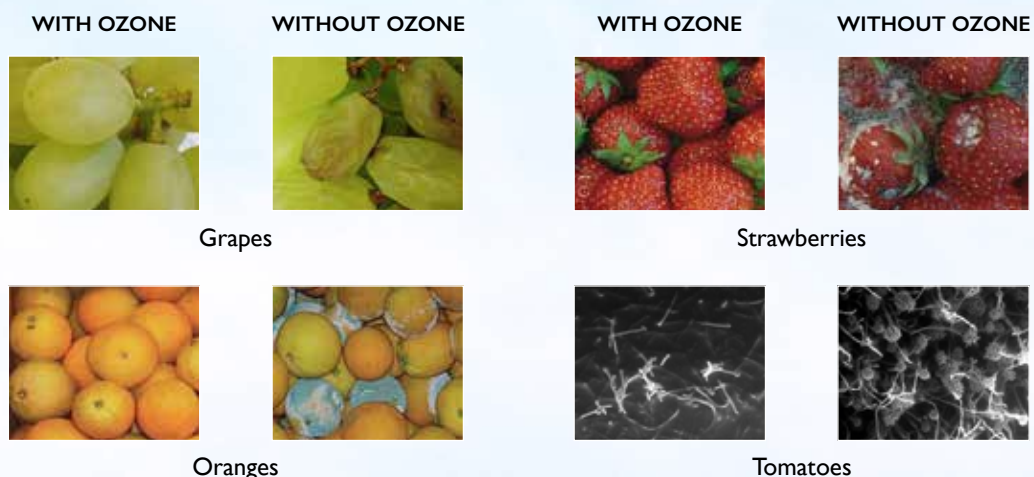 WITH OZONE WITHOUT OZONE WITH OZONE WITHOUT OZONE
Grapes Strawberries
Oranges Tomatoes